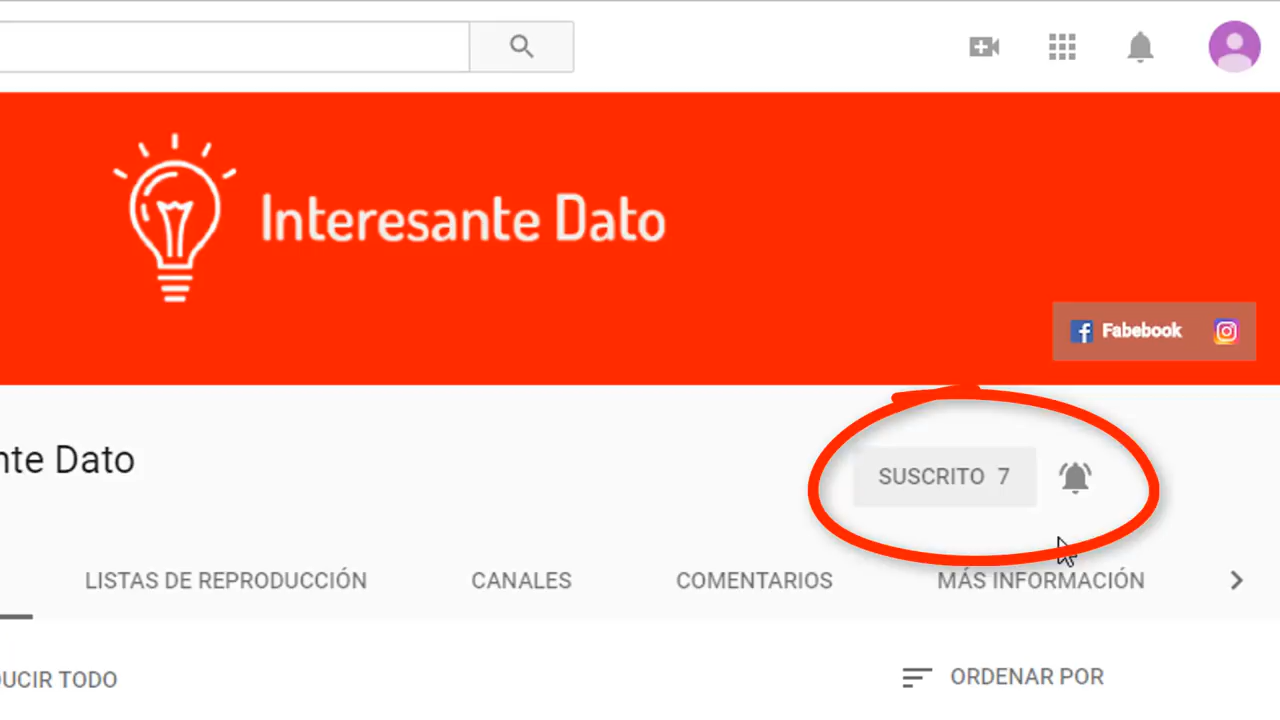 Interesante Dato
Fabebook
nte Dato
SUSCRITO 7
LISTAS DE REPRODUCCIÓN CANALES COMENTARIOS MÁS INFORMACIÓN
UCIR TODO
ORDENAR POR